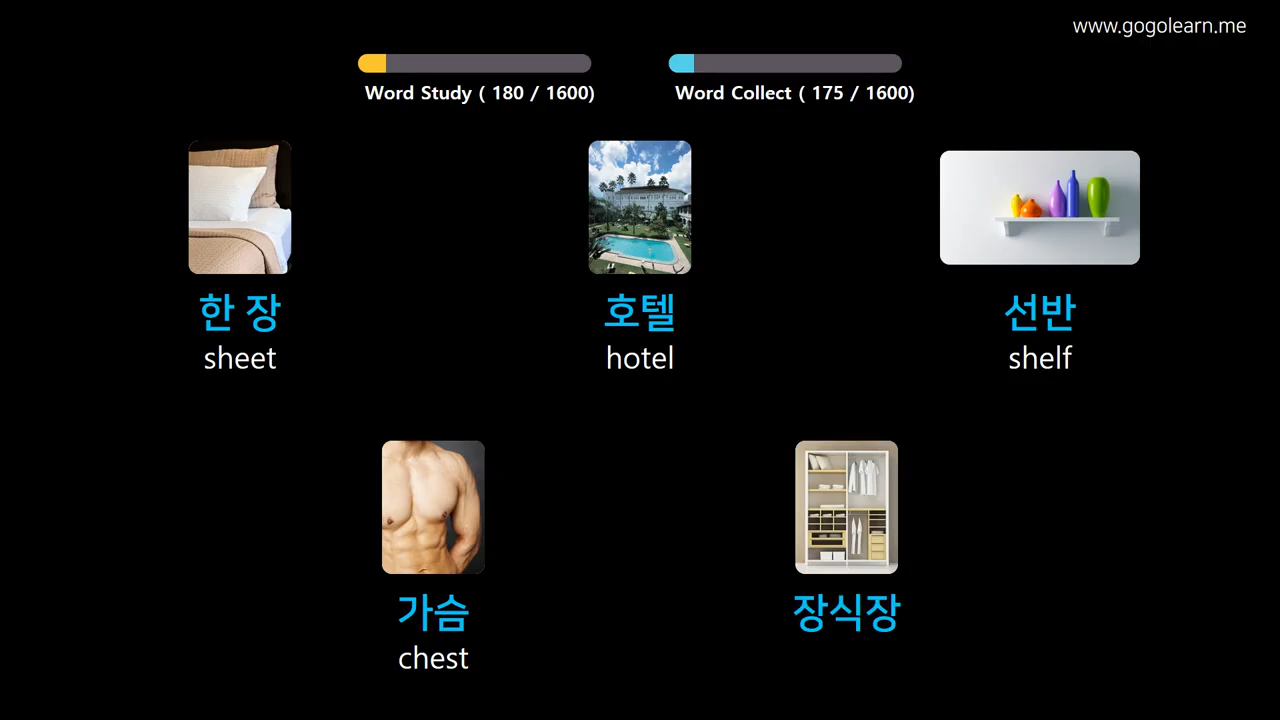 www.gogolearn.me
Word Study ( 180 / 1600)
Word Collect ( 175 / 1600)
한 장
sheet
호텔
hotel
선반
shelf
가슴
chest
장식장